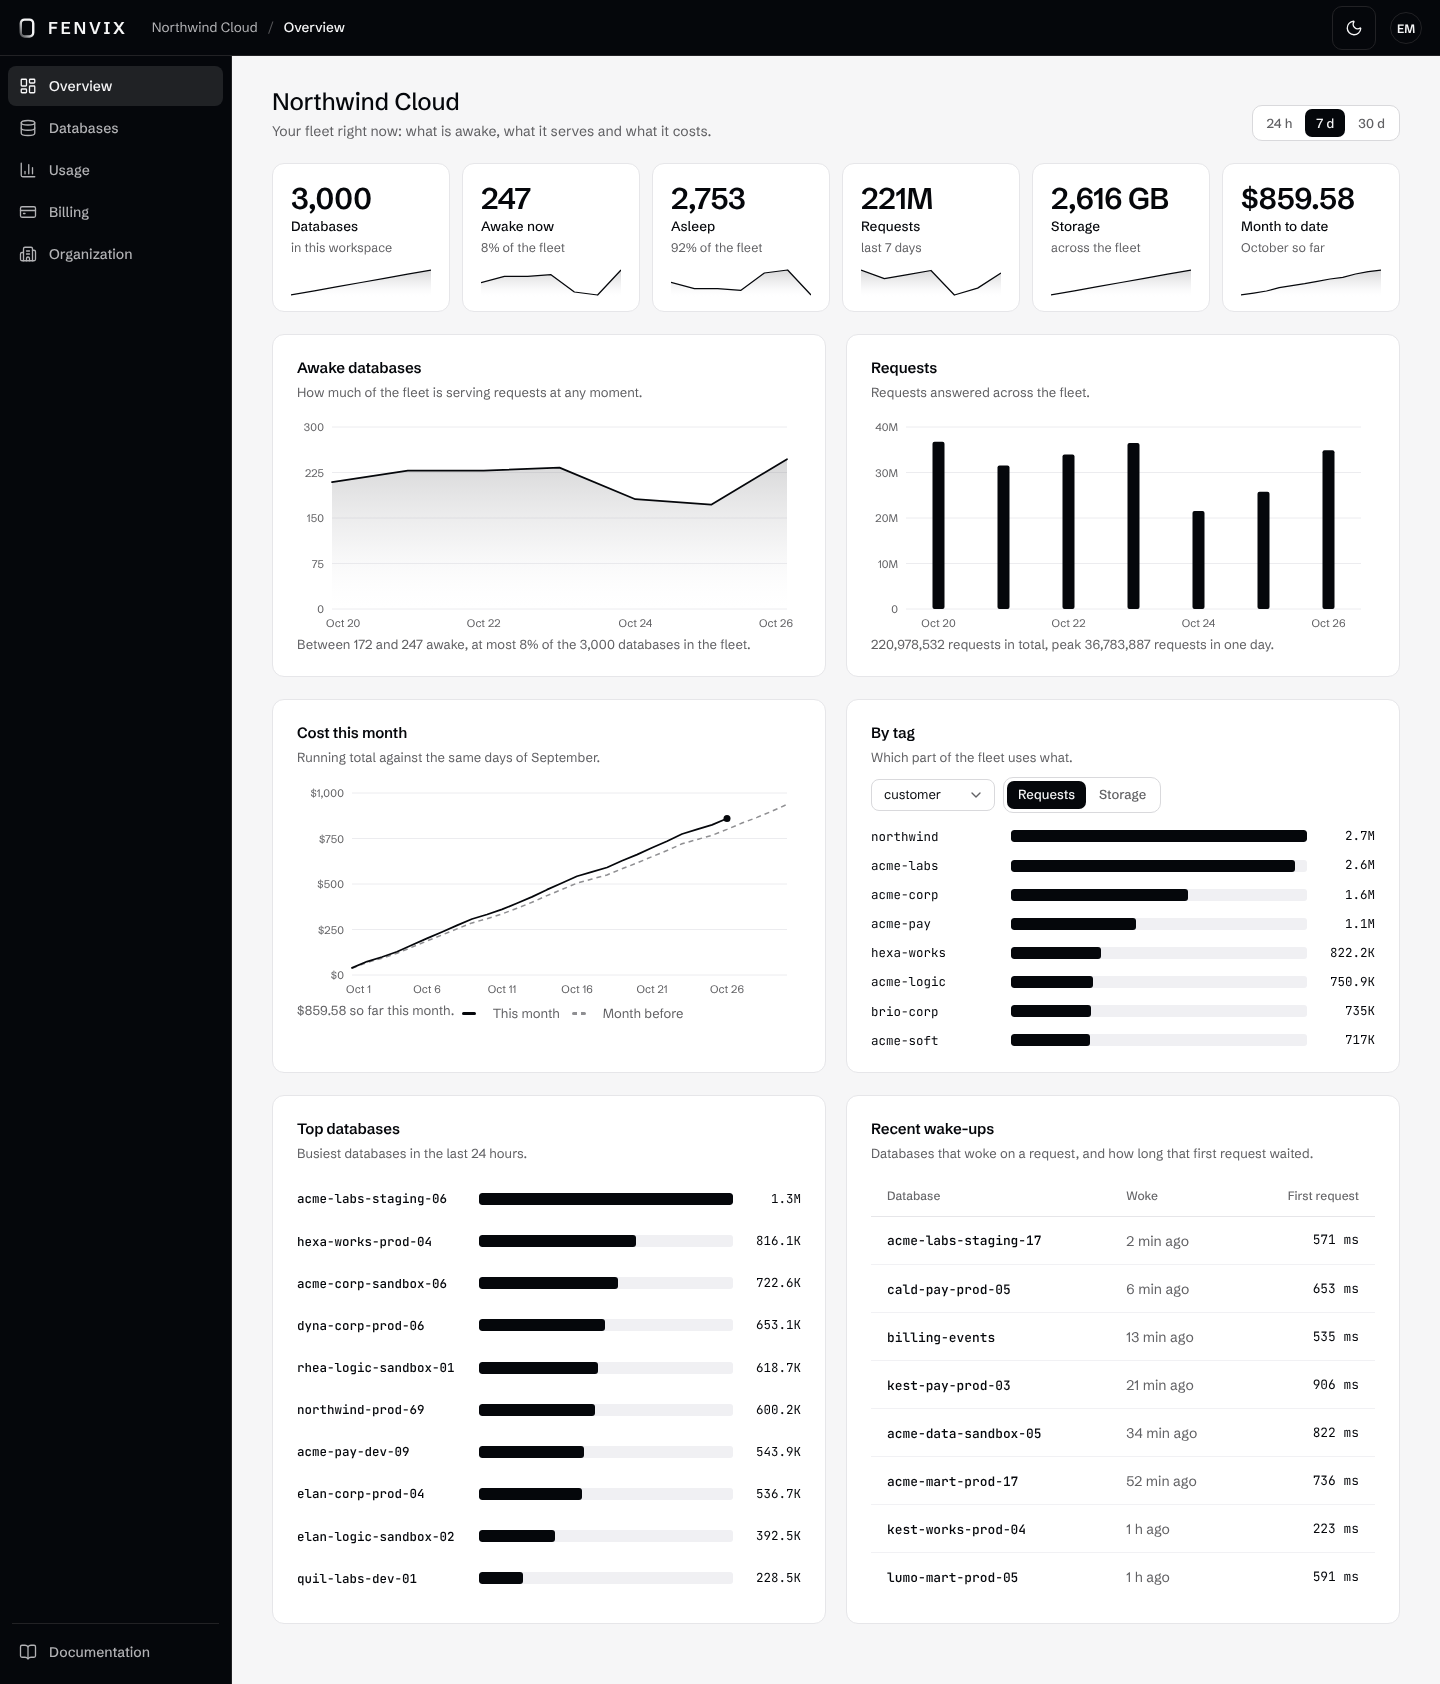 FENVIX Northwind Cloud / Overview EM
Overview
Databases
Usage
Billing
Organization
Documentation
Northwind Cloud
Your fleet right now: what is awake, what it serves and what it costs.
24 h 7 d 30 d
3,000
Databases
in this workspace
247
Awake now
8% of the fleet
2,753
Asleep
92% of the fleet
221M
Requests
last 7 days
2,616 GB
Storage
across the fleet
$859.58
Month to date
October so far
Awake databases
How much of the fleet is serving requests at any moment.
300
225
150
75
0
Oct 20 Oct 22 Oct 24 Oct 26
Between 172 and 247 awake, at most 8% of the 3,000 databases in the fleet.
Requests
Requests answered across the fleet.
40M
30M
20M
10M
0
Oct 20 Oct 22 Oct 24 Oct 26
220,978,532 requests in total, peak 36,783,887 requests in one day.
Cost this month
Running total against the same days of September.
$1,000
$750
$500
$250
$0
Oct 1 Oct 6 Oct 11 Oct 16 Oct 21 Oct 26
$859.58 so far this month. This month Month before
By tag
Which part of the fleet uses what.
customer Requests Storage
northwind 2.7M
acme-labs 2.6M
acme-corp 1.6M
acme-pay 1.1M
hexa-works 822.2K
acme-logic 750.9K
brio-corp 735K
acme-soft 717K
Top databases
Busiest databases in the last 24 hours.
acme-labs-staging-06 1.3M
hexa-works-prod-04 816.1K
acme-corp-sandbox-06 722.6K
dyna-corp-prod-06 653.1K
rhea-logic-sandbox-01 618.7K
northwind-prod-69 600.2K
acme-pay-dev-09 543.9K
elan-corp-prod-04 536.7K
elan-logic-sandbox-02 392.5K
quil-labs-dev-01 228.5K
Recent wake-ups
Databases that woke on a request, and how long that first request waited.
Database Woke First request
acme-labs-staging-17 2 min ago 571 ms
cald-pay-prod-05 6 min ago 653 ms
billing-events 13 min ago 535 ms
kest-pay-prod-03 21 min ago 906 ms
acme-data-sandbox-05 34 min ago 822 ms
acme-mart-prod-17 52 min ago 736 ms
kest-works-prod-04 1 h ago 223 ms
lumo-mart-prod-05 1 h ago 591 ms